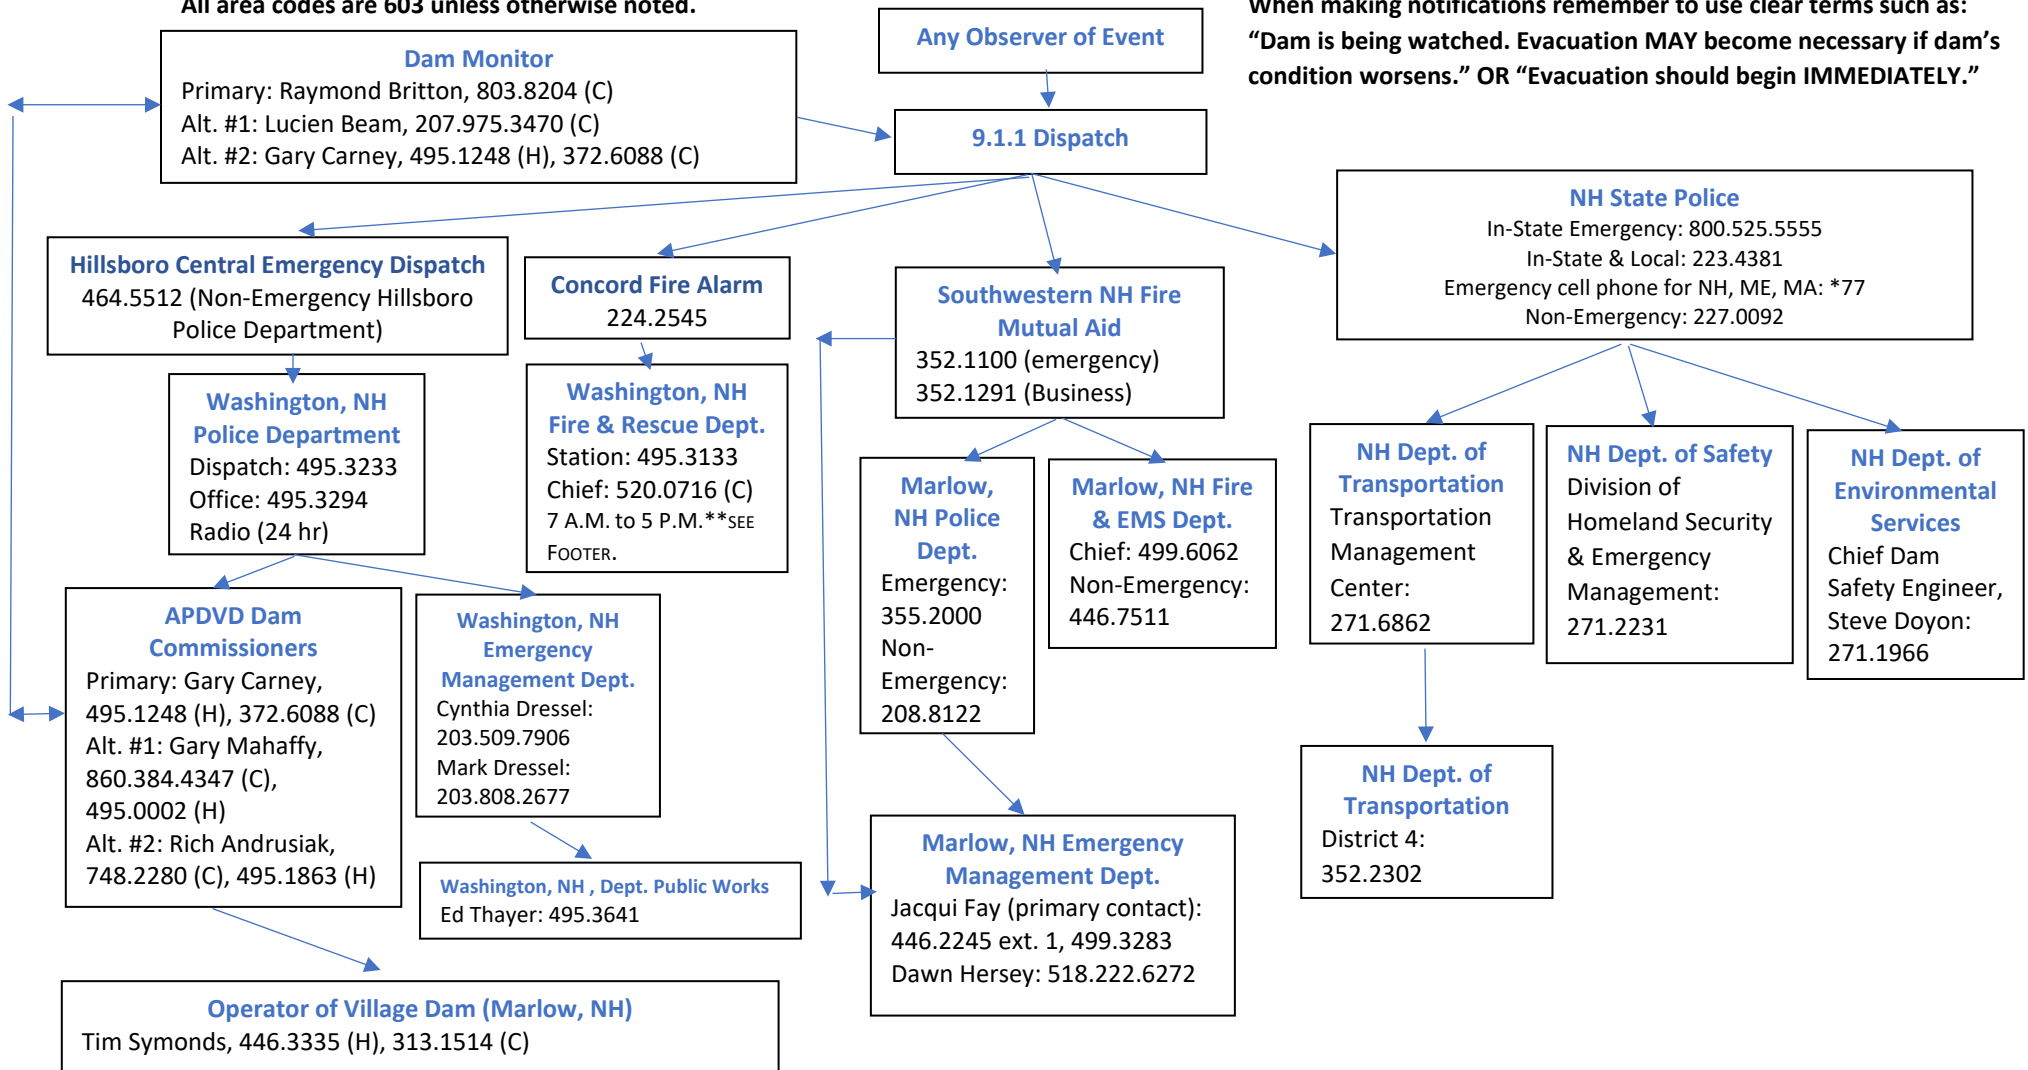 All area codes are 603 unless otherwise noted.
When making notifications remember to use clear terms such as:
“Dam is being watched. Evacuation MAY become necessary if dam’s
condition worsens.” OR “Evacuation should begin IMMEDIATELY.”
Dam Monitor
Primary: Raymond Britton, 803.8204 (C)
Alt. #1: Lucien Beam, 207.975.3470 (C)
Alt. #2: Gary Carney, 495.1248 (H), 372.6088 (C)
Any Observer of Event
9.1.1 Dispatch
NH State Police
In-State Emergency: 800.525.5555
In-State & Local: 223.4381
Emergency cell phone for NH, ME, MA: *77
Non-Emergency: 227.0092
Hillsboro Central Emergency Dispatch
464.5512 (Non-Emergency Hillsboro
Police Department)
Concord Fire Alarm
224.2545
Southwestern NH Fire
Mutual Aid
352.1100 (emergency)
352.1291 (Business)
Washington, NH
Police Department
Dispatch: 495.3233
Office: 495.3294
Radio (24 hr)
Washington, NH
Fire & Rescue Dept.
Station: 495.3133
Chief: 520.0716 (C)
7 A.M. to 5 P.M.**SEE
FOOTER.
Marlow,
NH Police
Dept.
Emergency:
355.2000
Non-
Emergency:
208.8122
Marlow, NH Fire
& EMS Dept.
Chief: 499.6062
Non-Emergency:
446.7511
NH Dept. of
Transportation
Transportation
Management
Center:
271.6862
NH Dept. of Safety
Division of
Homeland Security
& Emergency
Management:
271.2231
NH Dept. of
Environmental
Services
Chief Dam
Safety Engineer,
Steve Doyon:
271.1966
APDVD Dam
Commissioners
Primary: Gary Carney,
495.1248 (H), 372.6088 (C)
Alt. #1: Gary Mahaffy,
860.384.4347 (C),
495.0002 (H)
Alt. #2: Rich Andrusiak,
748.2280 (C), 495.1863 (H)
Washington, NH
Emergency
Management Dept.
Cynthia Dressel:
203.509.7906
Mark Dressel:
203.808.2677
Washington, NH , Dept. Public Works
Ed Thayer: 495.3641
Marlow, NH Emergency
Management Dept.
Jacqui Fay (primary contact):
446.2245 ext. 1, 499.3283
Dawn Hersey: 518.222.6272
NH Dept. of
Transportation
District 4:
352.2302
Operator of Village Dam (Marlow, NH)
Tim Symonds, 446.3335 (H), 313.1514 (C)